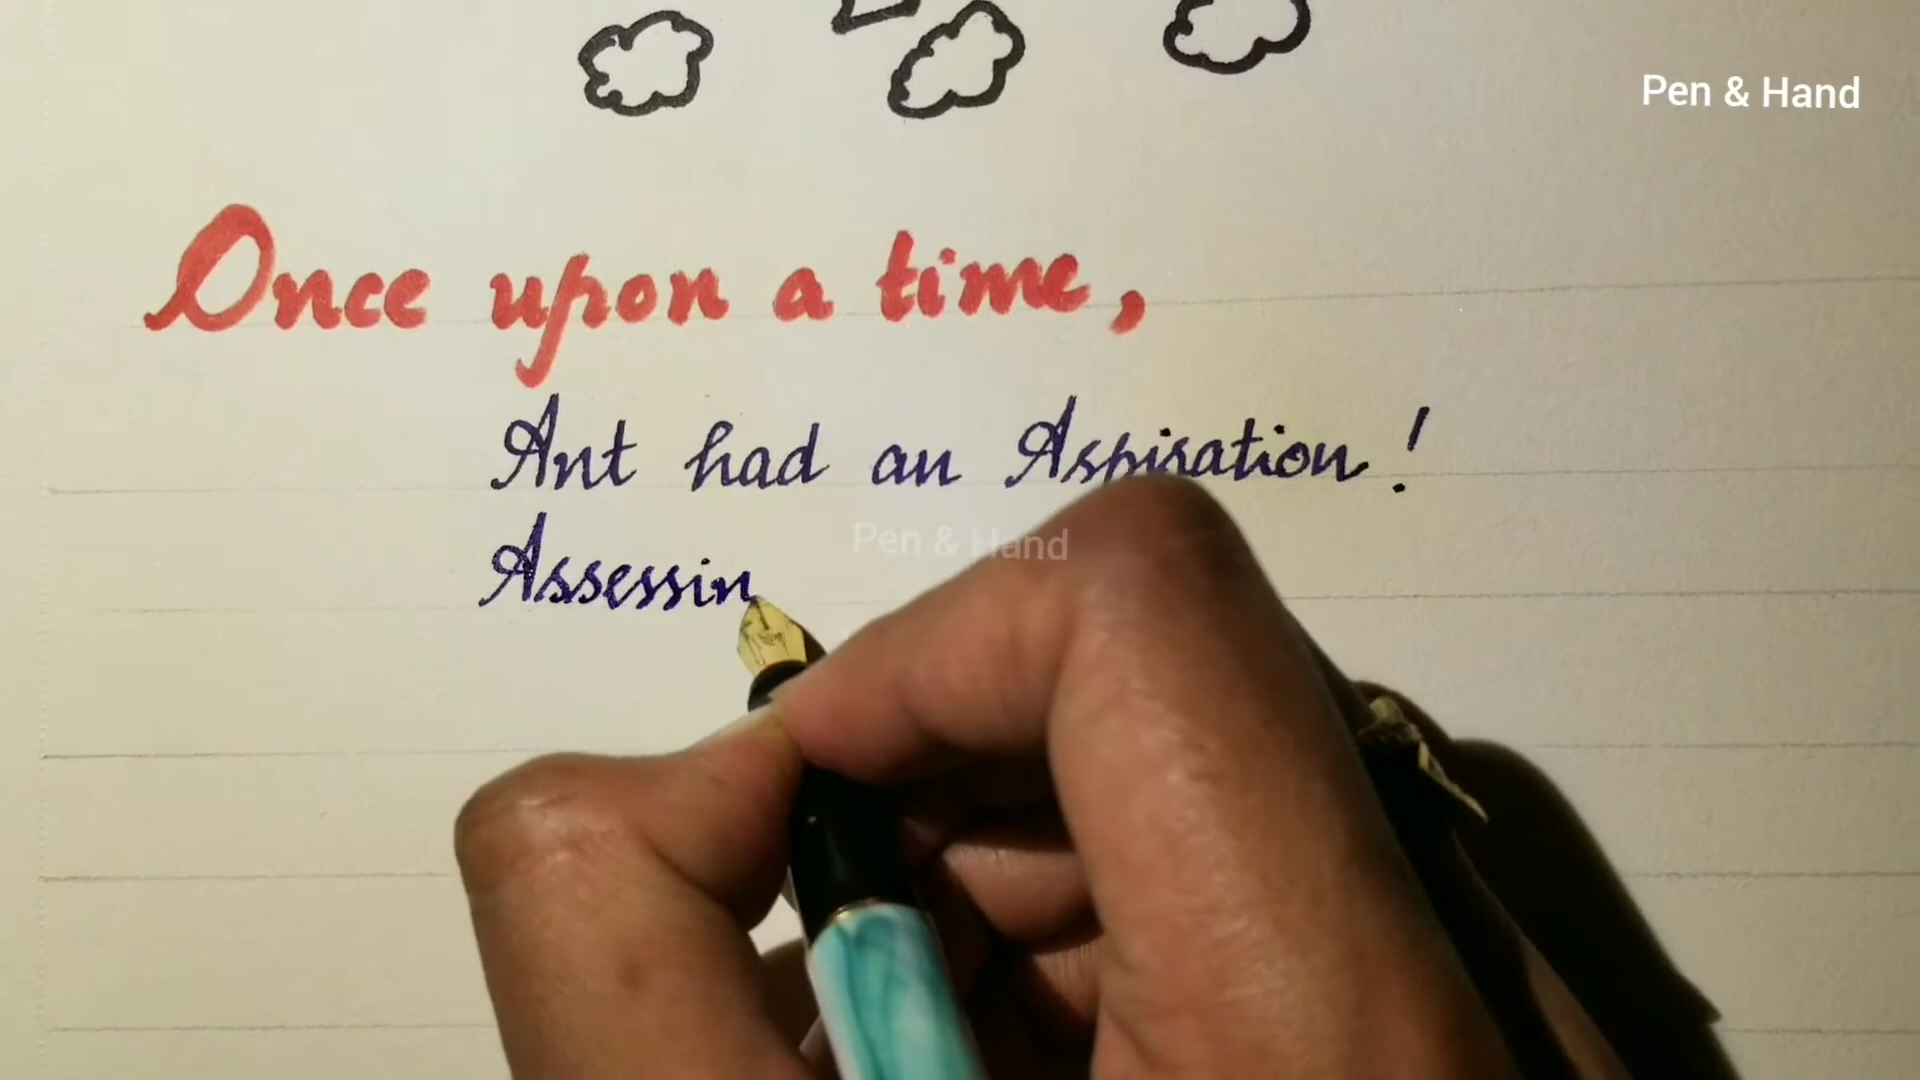 Pen & Hand
Once upon a time,
Ant had an Aspiration!
Pen & Hand
Assessin